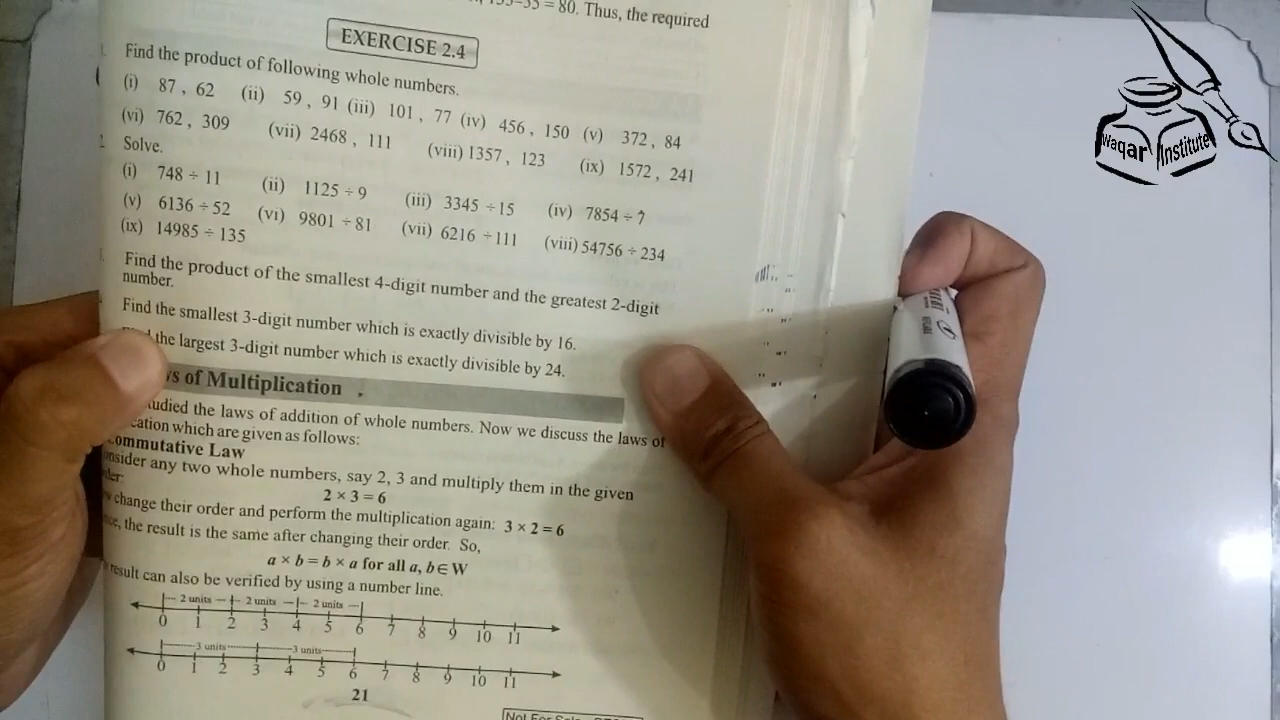 = 80. Thus, the required
EXERCISE 2.4
Find the product of following whole numbers.
(i) 87 , 62 (ii) 59 , 91 (iii) 101 , 77 (iv) 456 , 150 (v) 372 , 84
(vi) 762 , 309 (vii) 2468 , 111 (viii) 1357 , 123 (ix) 1572 , 241
2. Solve.
(i) 748 ÷ 11 (ii) 1125 ÷ 9 (iii) 3345 ÷ 15 (iv) 7854 ÷ 7
(v) 6136 ÷ 52 (vi) 9801 ÷ 81 (vii) 6216 ÷ 111 (viii) 54756 ÷ 234
(ix) 14985 ÷ 135
Find the product of the smallest 4-digit number and the greatest 2-digit
number.
Find the smallest 3-digit number which is exactly divisible by 16.
the largest 3-digit number which is exactly divisible by 24.
of Multiplication
the laws of addition of whole numbers. Now we discuss the laws of
which are given as follows:
Commutative Law
any two whole numbers, say 2, 3 and multiply them in the given
2 × 3 = 6
change their order and perform the multiplication again: 3 × 2 = 6
the result is the same after changing their order. So,
a × b = b × a for all a, b ∈ W
result can also be verified by using a number line.
2 units 2 units 2 units
0 1 2 3 4 5 6 7 8 9 10 11
3 units 3 units
0 1 2 3 4 5 6 7 8 9 10 11
21
Not For Sale
Waqar Institute